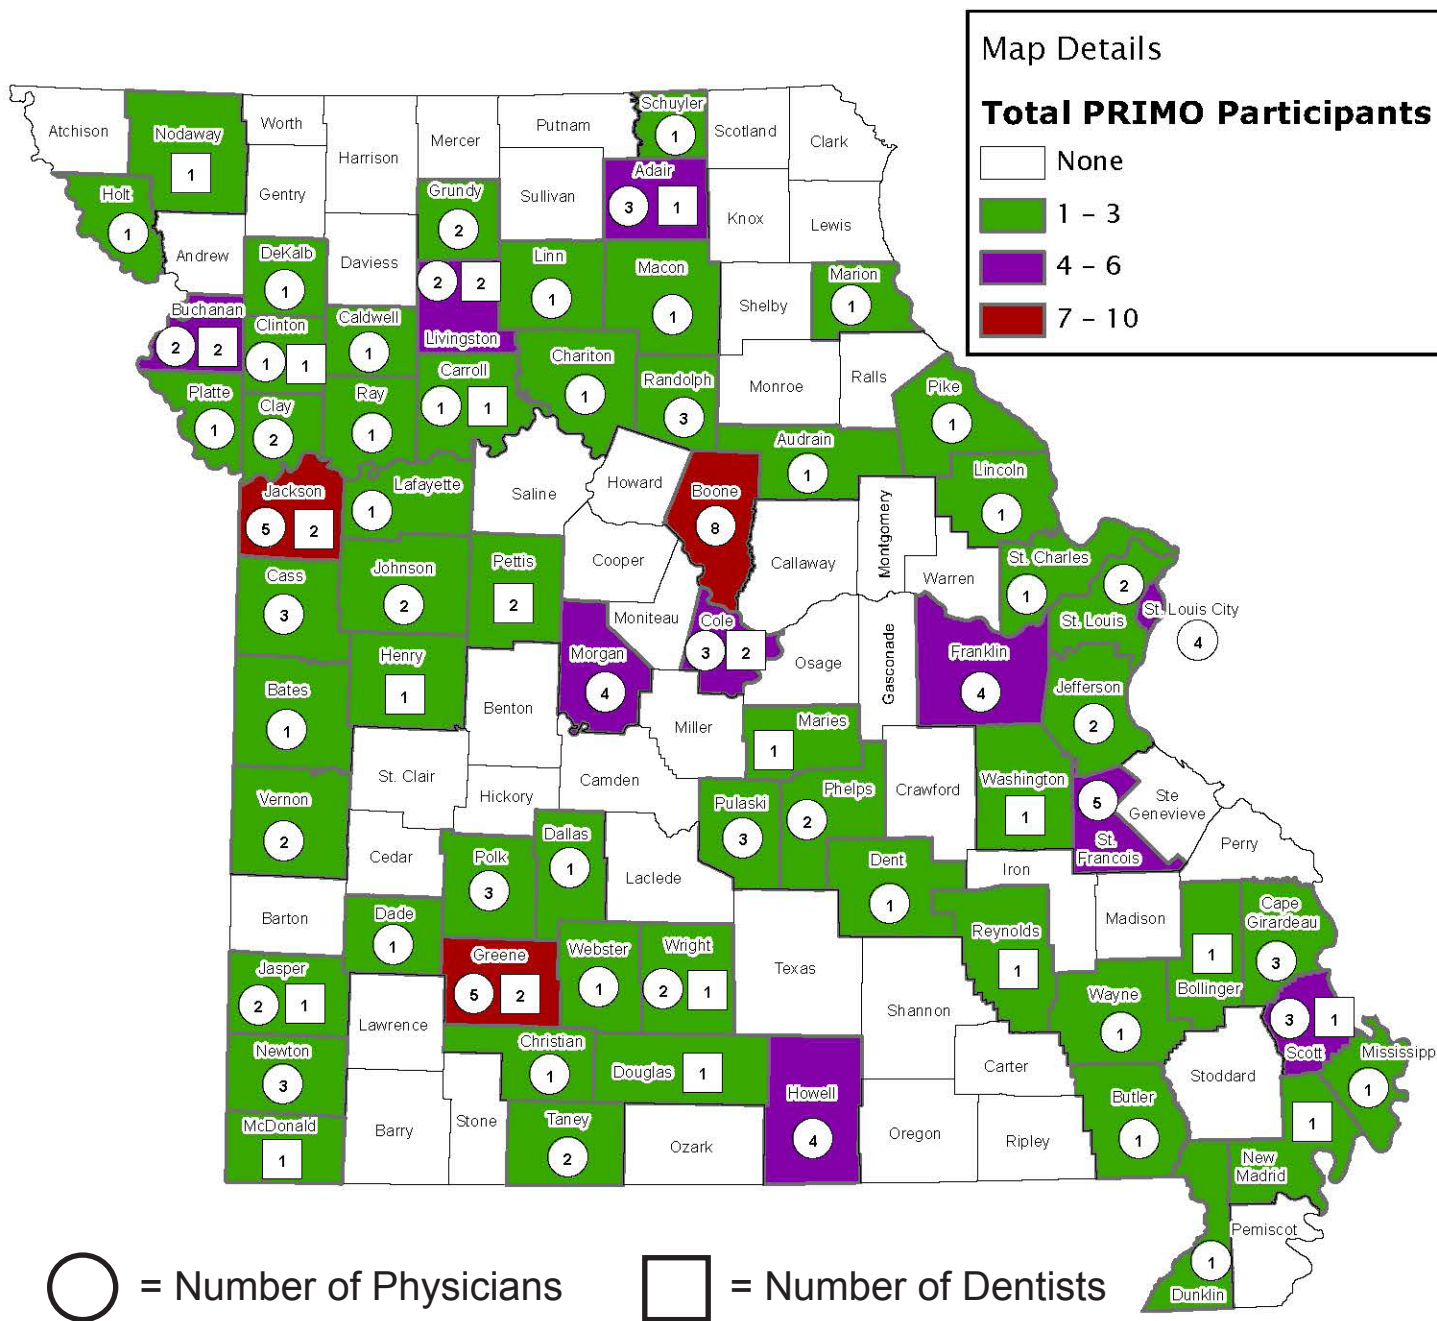 Map Details
Total PRIMO Participants
None
1 – 3
4 – 6
7 – 10
Atchison
Nodaway
1
Worth
Harrison
Mercer
Putnam
Schuyler
1
Scotland
Clark
Holt
1
Gentry
Grundy
2
Sullivan
Adair
3 1
Knox
Lewis
Andrew
DeKalb
1
Daviess
2 2
Livingston
Linn
1
Macon
1
Shelby
Marion
1
Buchanan
2 2
Clinton
1 1
Caldwell
1
Carroll
1 1
Chariton
1
Randolph
3
Monroe
Ralls
Pike
1
Platte
1
Clay
2
Ray
1
Audrain
1
Lincoln
1
Jackson
5 2
Lafayette
1
Saline
Howard
Boone
8
Callaway
Montgomery
Warren
St. Charles
1
2
St. Louis
St. Louis City
4
Cass
3
Johnson
2
Pettis
2
Cooper
Moniteau
Cole
3 2
Osage
Gasconade
Franklin
4
Jefferson
2
Henry
1
Morgan
4
Bates
1
Benton
Miller
Maries
1
St. Clair
Hickory
Camden
Pulaski
3
Phelps
2
Crawford
Washington
1
5
St.
Francois
Ste
Genevieve
Perry
Vernon
2
Cedar
Polk
3
Dallas
1
Laclede
Dent
1
Iron
Madison
Barton
Dade
1
Reynolds
1
1
Bollinger
Cape
Girardeau
3
Jasper
2 1
Greene
5 2
Webster
1
Wright
2 1
Texas
Shannon
Wayne
1
3 1
Scott
Mississipp
1
Lawrence
Newton
3
Christian
1
Douglas
1
Howell
4
Carter
Stoddard
Butler
1
1
New
Madrid
McDonald
1
Barry
Stone
Taney
2
Ozark
Oregon
Ripley
Pemiscot
1
Dunklin
= Number of Physicians
= Number of Dentists